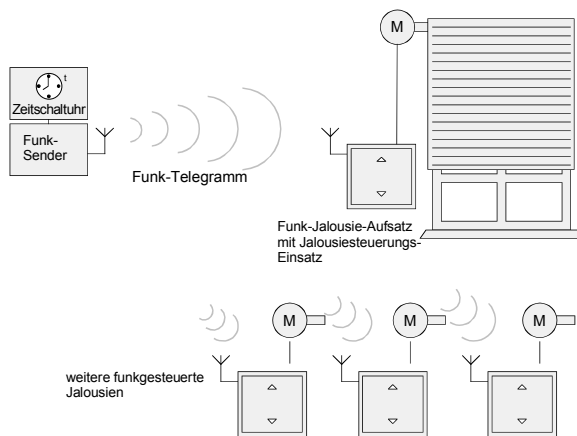 M
t
Zeitschaltuhr
Funk-
Sender
Funk-Telegramm
Funk-Jalousie-Aufsatz
mit Jalousiesteuerungs-
Einsatz
M
M
M
weitere funkgesteuerte
Jalousien